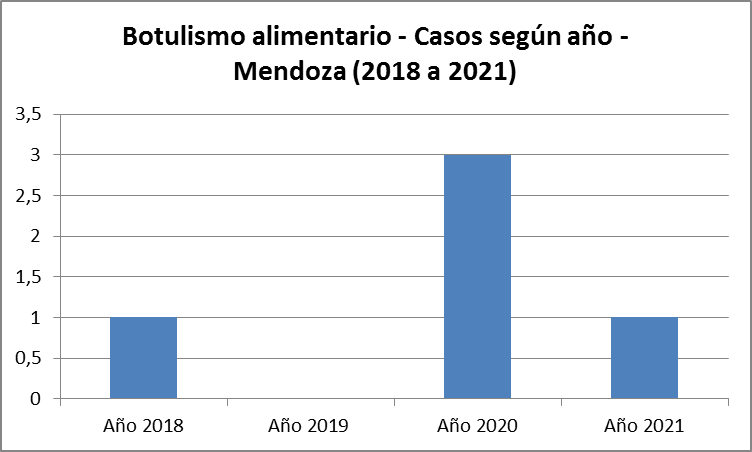 Botulismo alimentario - Casos según año -
Mendoza (2018 a 2021)
3,5
3
2,5
2
1,5
1
0,5
0
Año 2018 Año 2019 Año 2020 Año 2021